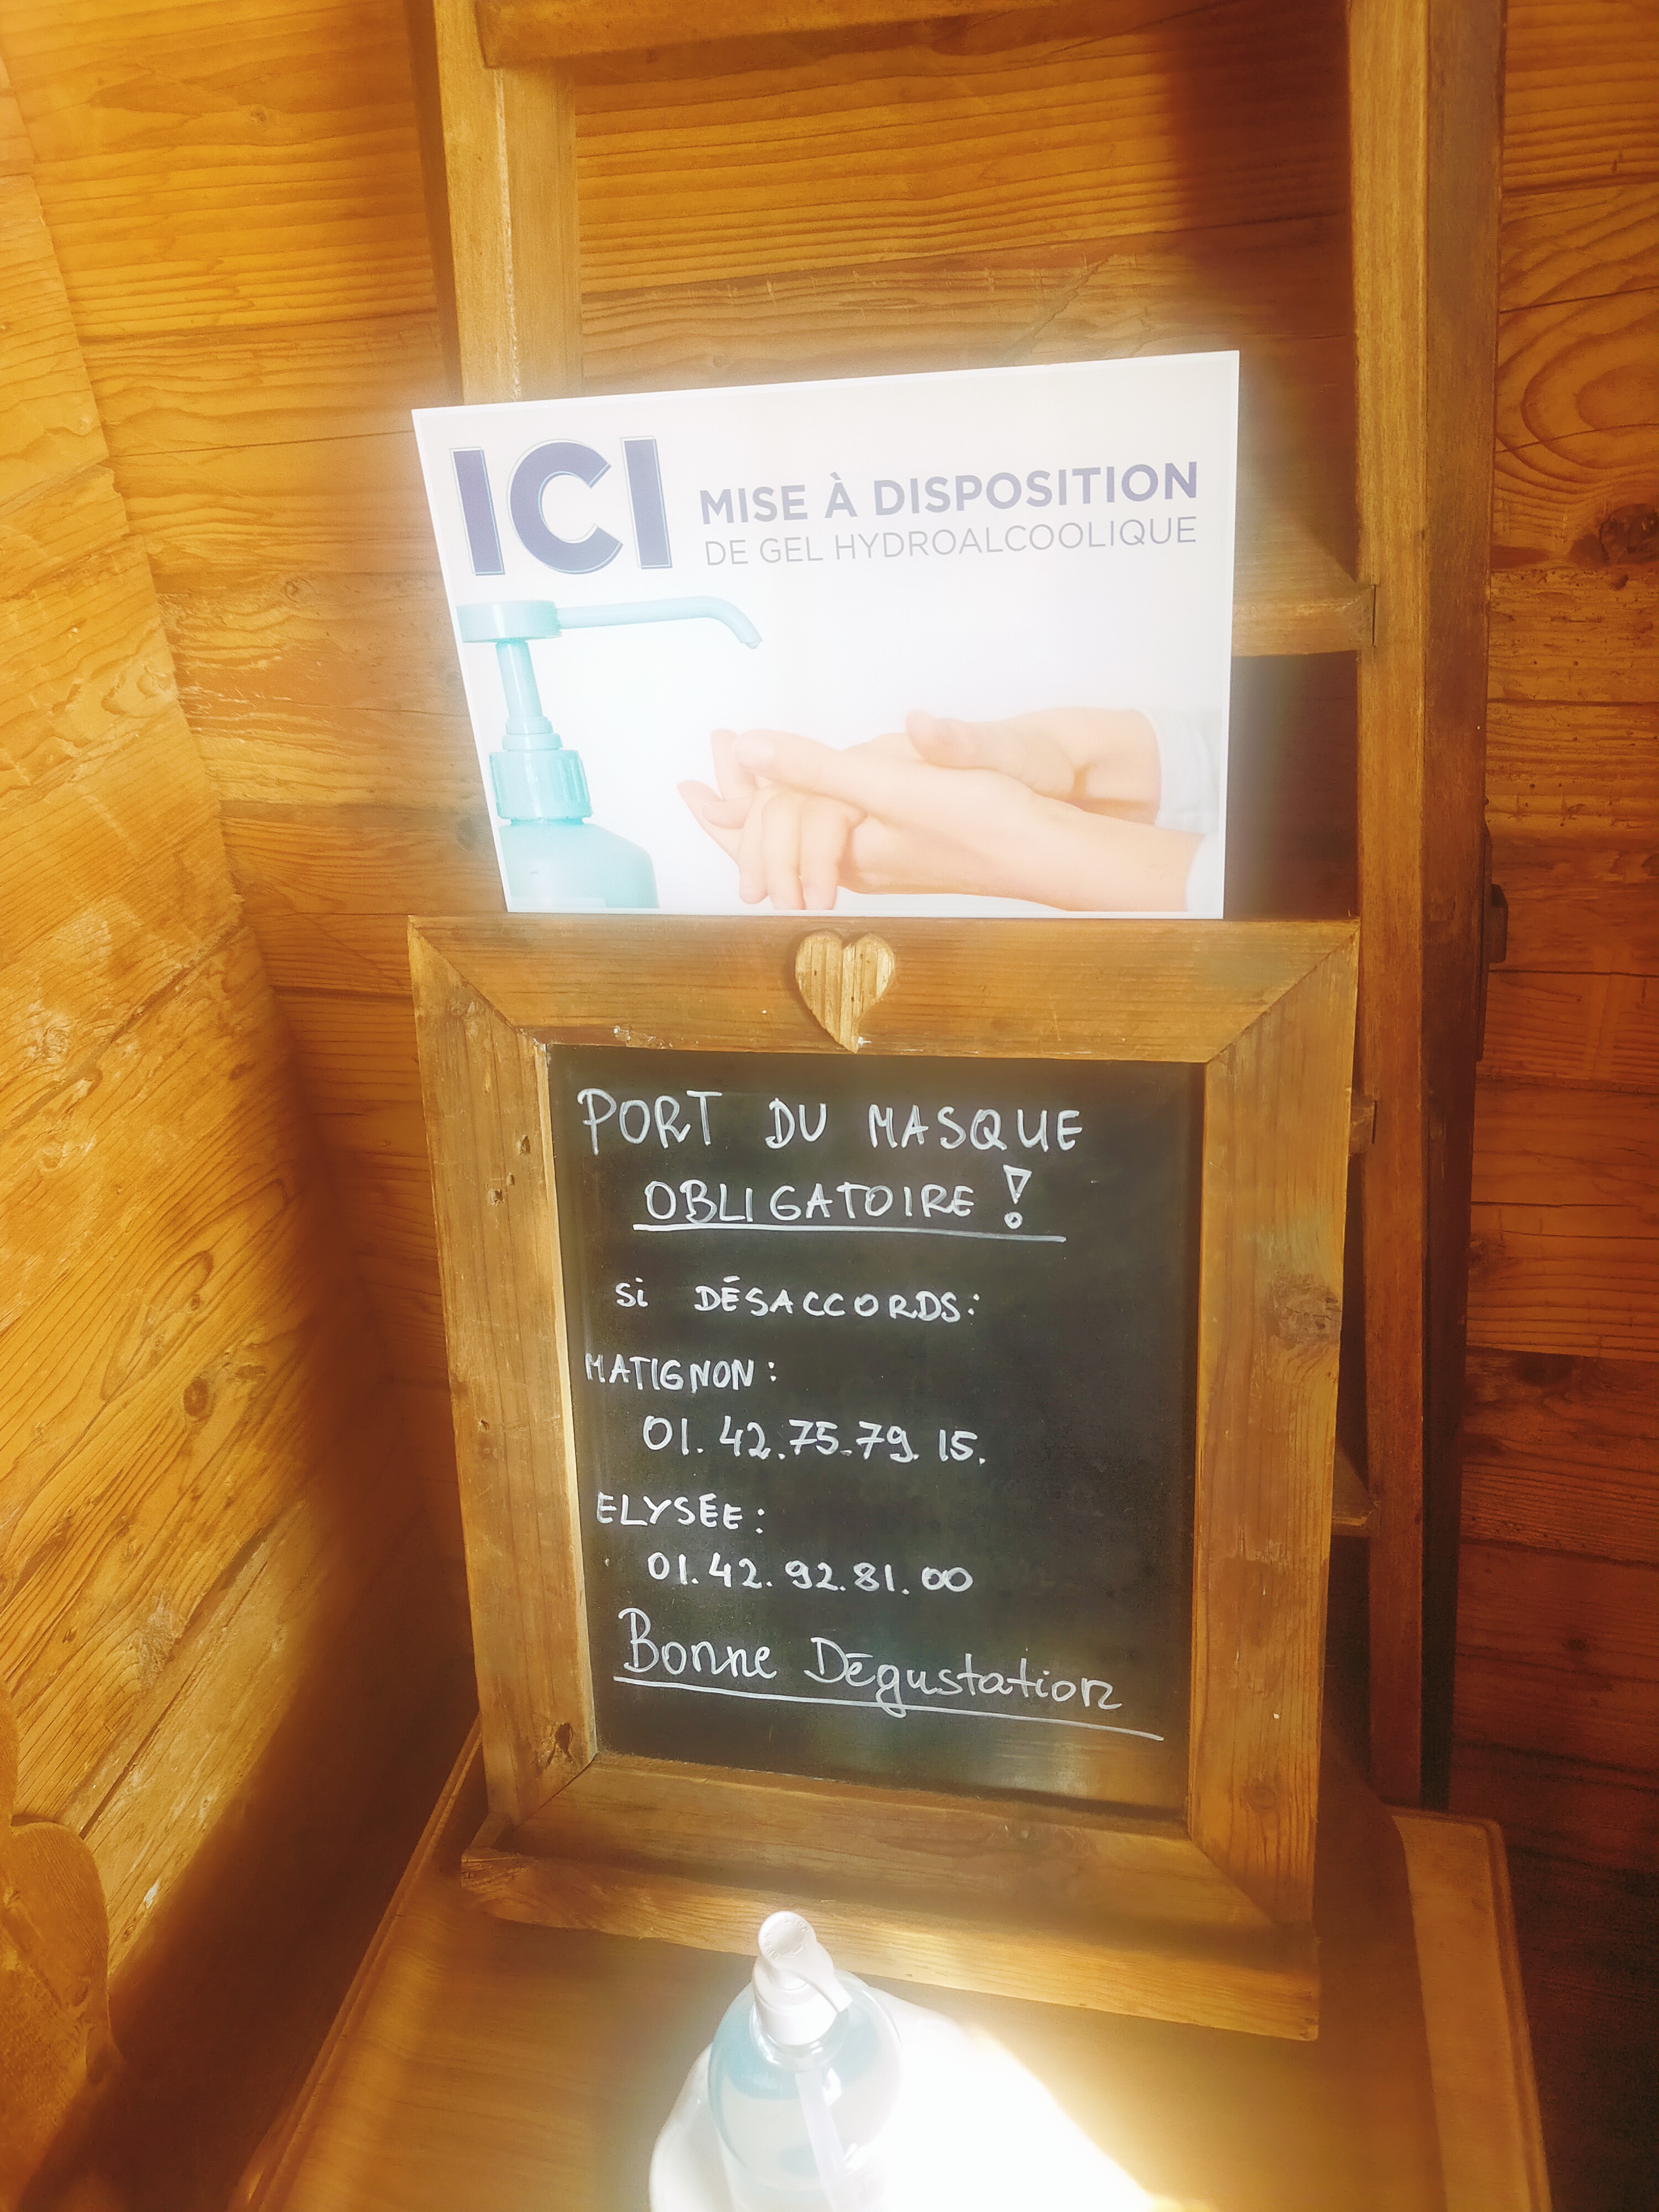 ICI
MISE À DISPOSITION
DE GEL HYDROALCOOLIQUE
PORT DU MASQUE
OBLIGATOIRE !
Si DÉSACCORDS:
MATIGNON:
01.42.75.79.15.
ELYSÉE:
01.42.92.81.00
Bonne Dégustation